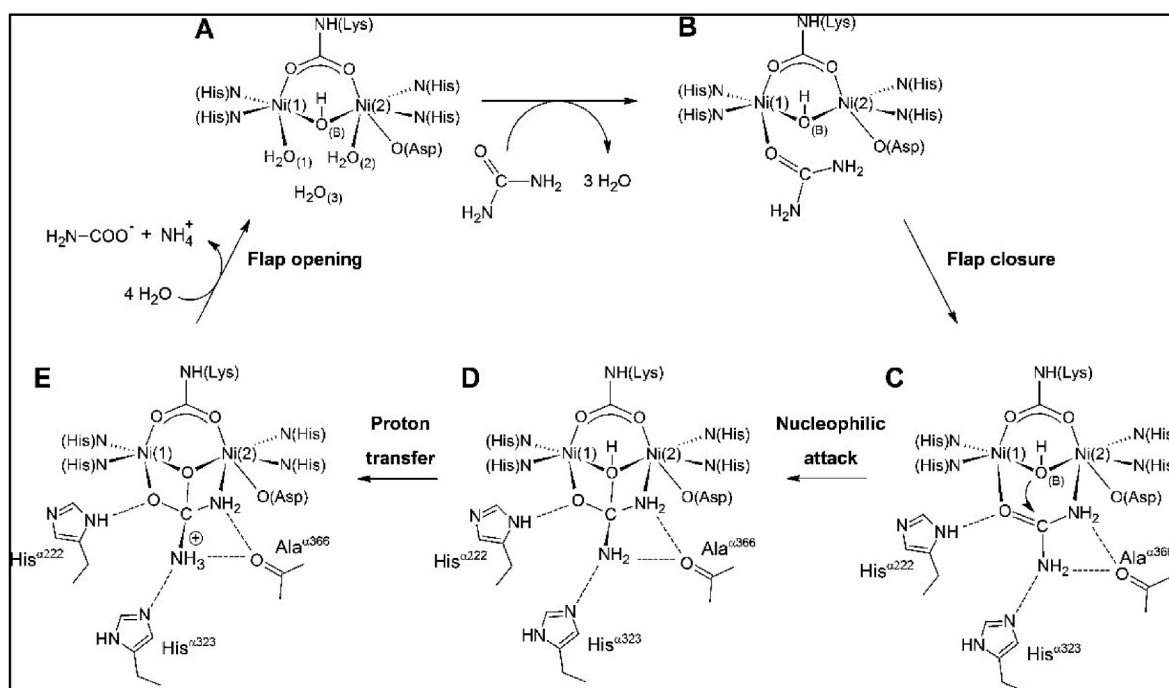 A
NH(Lys)
O O
(His)N Ni(1) H Ni(2) N(His)
(His)N O(B) N(His)
H2O(1) H2O(2) O(Asp)
H2O(3)
O
C NH2
H2N
3 H2O
B
NH(Lys)
O O
(His)N Ni(1) H Ni(2) N(His)
(His)N O(B) N(His)
O(Asp)
O C NH2
H2N
H2N-COO- + NH4+
4 H2O
Flap opening
Flap closure
E
NH(Lys)
O O
(His)N Ni(1) Ni(2) N(His)
(His)N O N(His)
O C NH2 O(Asp)
N NH
Hisα222
⊕
NH3
O
Alaα366
N
HN
Hisα323
Proton
transfer
D
NH(Lys)
O O
(His)N Ni(1) H Ni(2) N(His)
(His)N O N(His)
O C NH2 O(Asp)
N NH
Hisα222
NH2
O
Alaα366
N
HN
Hisα323
Nucleophilic
attack
C
NH(Lys)
O O
(His)N Ni(1) H Ni(2) N(His)
(His)N O(B) N(His)
O C NH2 O(Asp)
N NH
Hisα222
NH2
O
Alaα366
N
HN
Hisα323